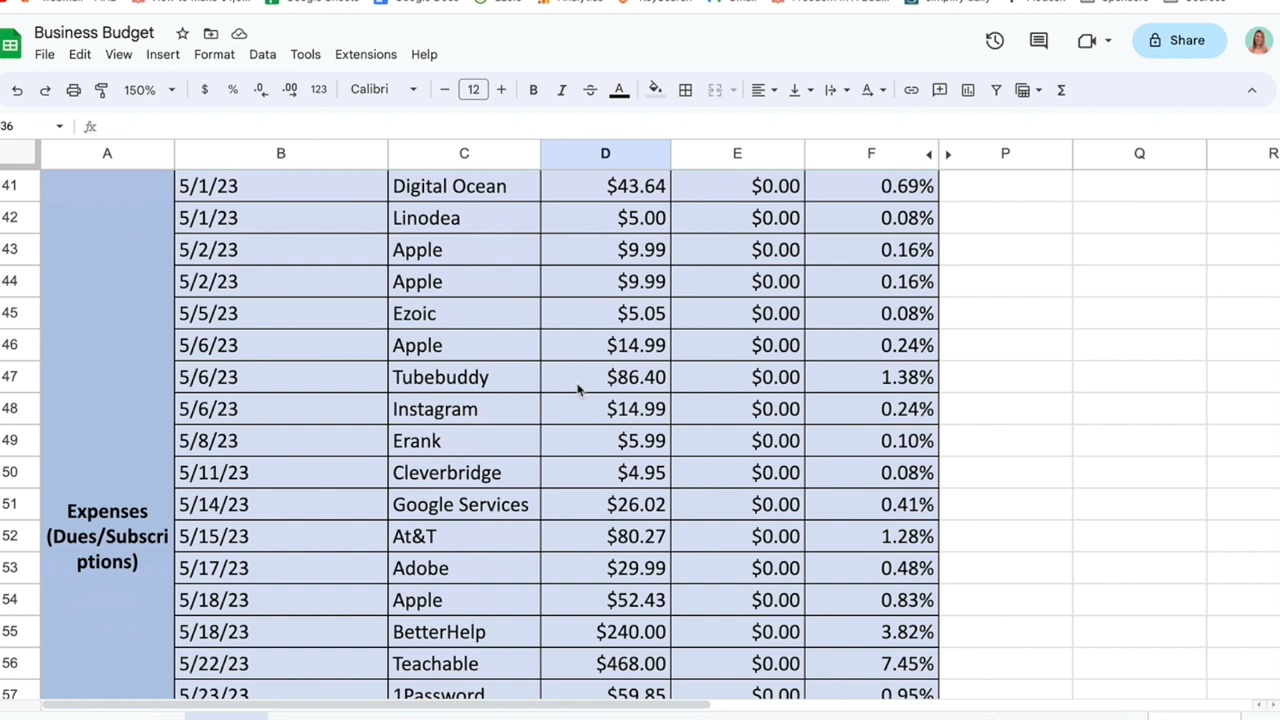 Business Budget
File Edit View Insert Format Data Tools Extensions Help
Share
150% $ % .0 .00 123 Calibri − 12 + B I A
36 fx
A B C D E F P Q R
41 5/1/23 Digital Ocean $43.64 $0.00 0.69%
42 5/1/23 Linodea $5.00 $0.00 0.08%
43 5/2/23 Apple $9.99 $0.00 0.16%
44 5/2/23 Apple $9.99 $0.00 0.16%
45 5/5/23 Ezoic $5.05 $0.00 0.08%
46 5/6/23 Apple $14.99 $0.00 0.24%
47 5/6/23 Tubebuddy $86.40 $0.00 1.38%
48 5/6/23 Instagram $14.99 $0.00 0.24%
49 5/8/23 Erank $5.99 $0.00 0.10%
50 5/11/23 Cleverbridge $4.95 $0.00 0.08%
51 5/14/23 Google Services $26.02 $0.00 0.41%
Expenses
52 5/15/23 At&T $80.27 $0.00 1.28%
(Dues/Subscri
ptions)
53 5/17/23 Adobe $29.99 $0.00 0.48%
54 5/18/23 Apple $52.43 $0.00 0.83%
55 5/18/23 BetterHelp $240.00 $0.00 3.82%
56 5/22/23 Teachable $468.00 $0.00 7.45%
57 5/23/23 1Password $59.85 $0.00 0.95%